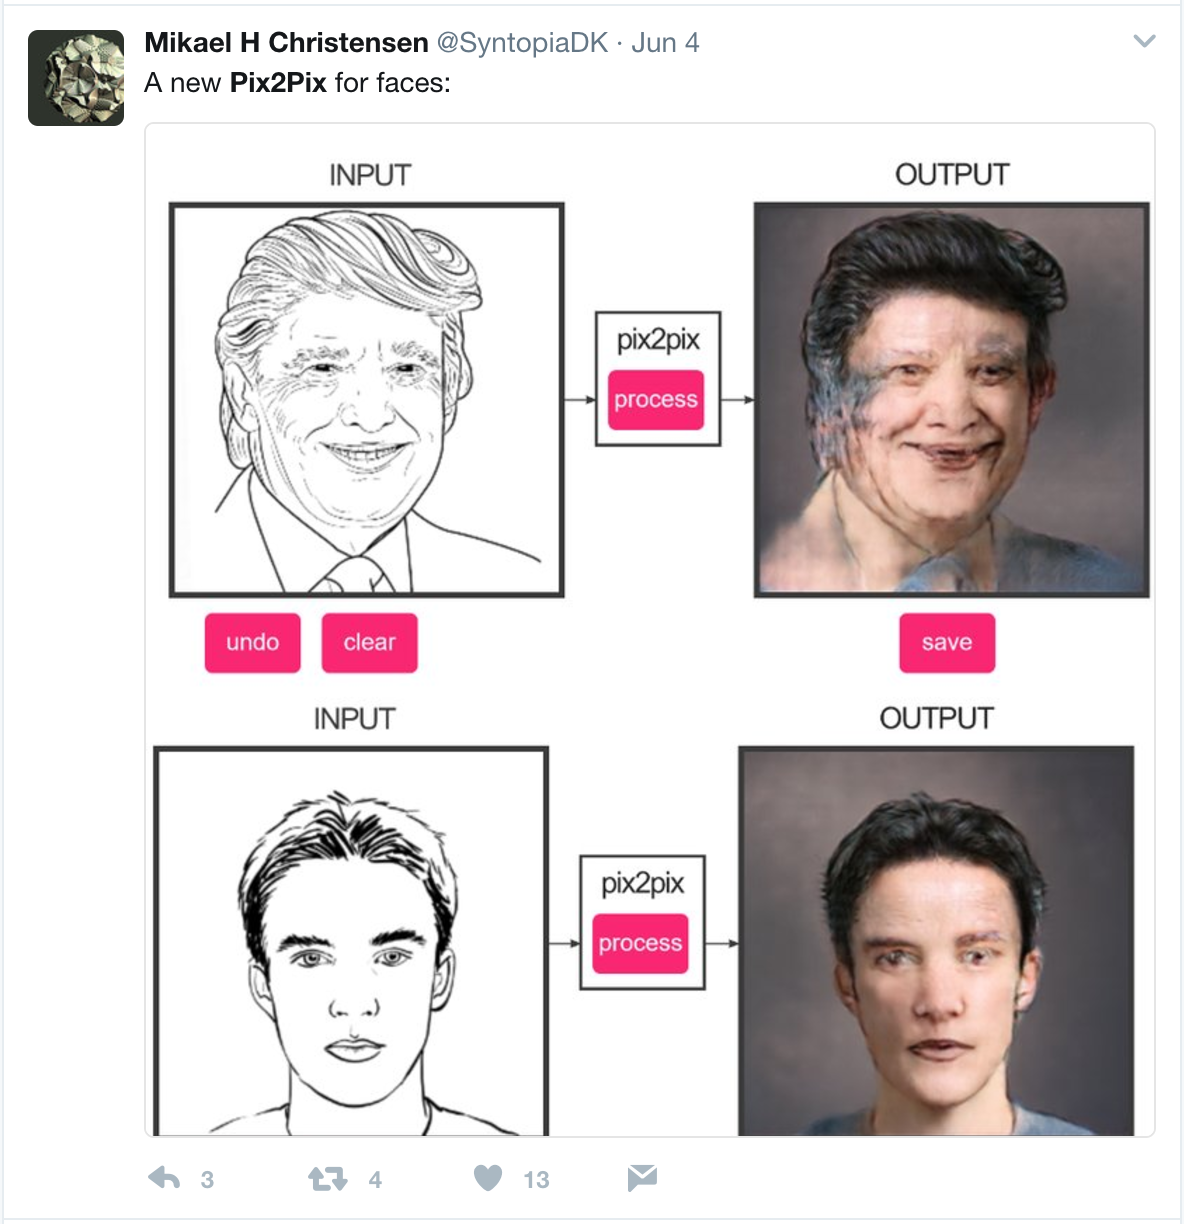 Mikael H Christensen @SyntopiaDK · Jun 4
A new Pix2Pix for faces:
INPUT
OUTPUT
pix2pix
process
undo
clear
save
INPUT
OUTPUT
pix2pix
process
3
4
13